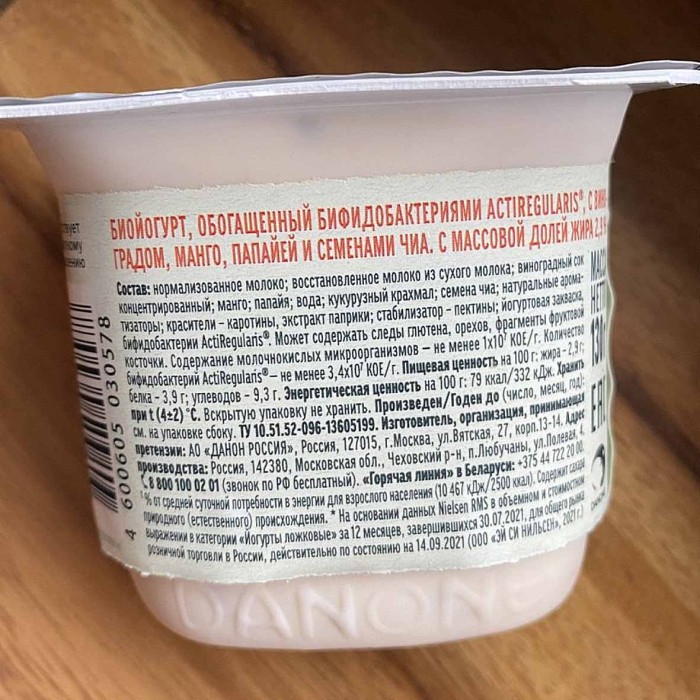 БИОЙОГУРТ, ОБОГАЩЕННЫЙ БИФИДОБАКТЕРИЯМИ ACTIREGULARIS®, С ВИНО-
ГРАДОМ, МАНГО, ПАПАЙЕЙ И СЕМЕНАМИ ЧИА. С МАССОВОЙ ДОЛЕЙ ЖИРА 2,9%
Состав: нормализованное молоко; восстановленное молоко из сухого молока; виноградный сок
концентрированный; манго; папайя; вода; кукурузный крахмал; семена чиа; натуральные арома-
тизаторы; красители – каротины, экстракт паприки; стабилизатор – пектины; йогуртовая закваска,
бифидобактерии ActiRegularis®. Может содержать следы глютена, орехов, фрагменты фруктовой
косточки. Содержание молочнокислых микроорганизмов – не менее 1х10⁷ КОЕ/г. Количество
бифидобактерий ActiRegularis® – не менее 3,4х10⁷ КОЕ/г. Пищевая ценность на 100 г: жира – 2,9 г;
белка – 3,9 г; углеводов – 9,3 г. Энергетическая ценность на 100 г: 79 ккал/332 кДж. Хранить
при t (4±2) °С. Вскрытую упаковку не хранить. Произведен/Годен до (число, месяц, год):
см. на упаковке сбоку. ТУ 10.51.52-096-13605199. Изготовитель, организация, принимающая
претензии: АО «ДАНОН РОССИЯ», Россия, 127015, г.Москва, ул.Вятская, 27, корп.13-14. Адрес
производства: Россия, 142380, Московская обл., Чеховский р-н, п.Любучаны, ул.Полевая, 4.
8 800 100 02 01 (звонок по РФ бесплатный). «Горячая линия» в Беларуси: +375 44 722 20 00.
¹ % от средней суточной потребности в энергии для взрослого населения (10 467 кДж/2500 ккал). Содержит сахара
природного (естественного) происхождения. * На основании данных Nielsen RMS в объемном и стоимостном
выражении в категории «Йогурты ложковые» за 12 месяцев, завершившихся 30.07.2021, для общего рынка
розничной торговли в России, действительно по состоянию на 14.09.2021 (ООО «ЭЙ СИ НИЛЬСЕН», 2021 г.)
4 600605 030578
МАСС
НЕТ
130г
DANONE
DANONE